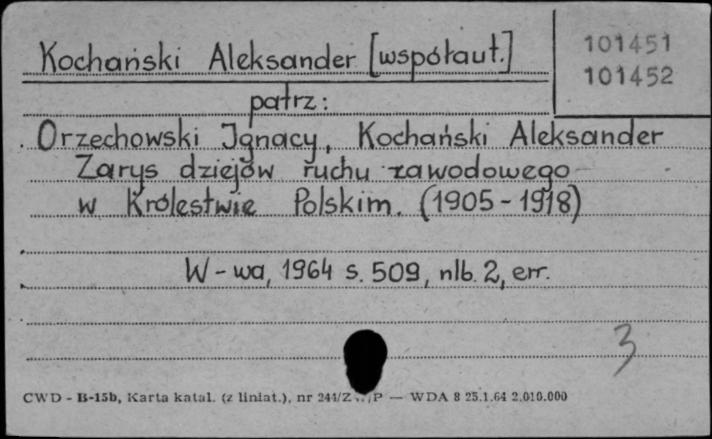 Kochański Aleksander [współaut.]
101451
101452
patrz:
Orzechowski Ignacy, Kochański Aleksander
Zarys dziejów ruchu zawodowego
w Królestwie Polskim. (1905-1918)
W-wa, 1964 s. 509, nlb. 2, err.
3
CWD - B-15b, Karta katal. (z liniat.), nr 244/Z P — WDA 8 25.1.64 2.010.000